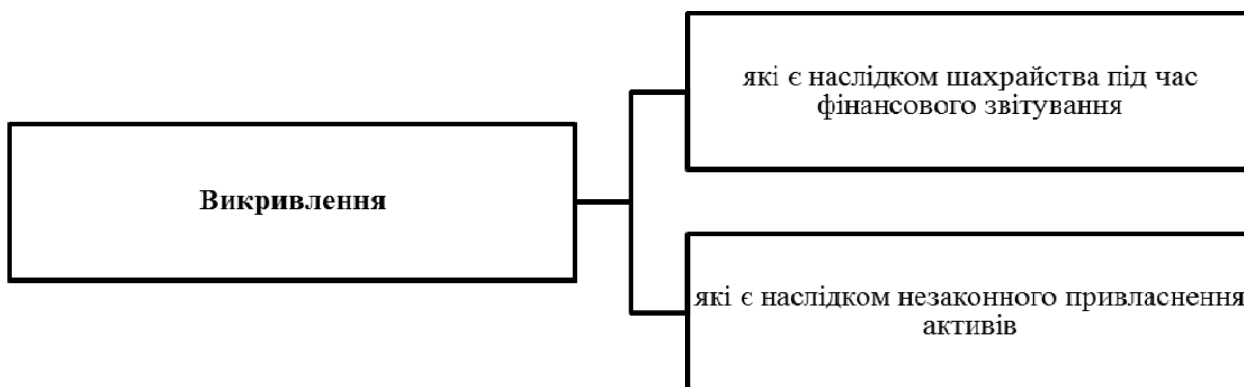 які є наслідком шахрайства під час
фінансового звітування
Викривлення
які є наслідком незаконного привласнення
активів